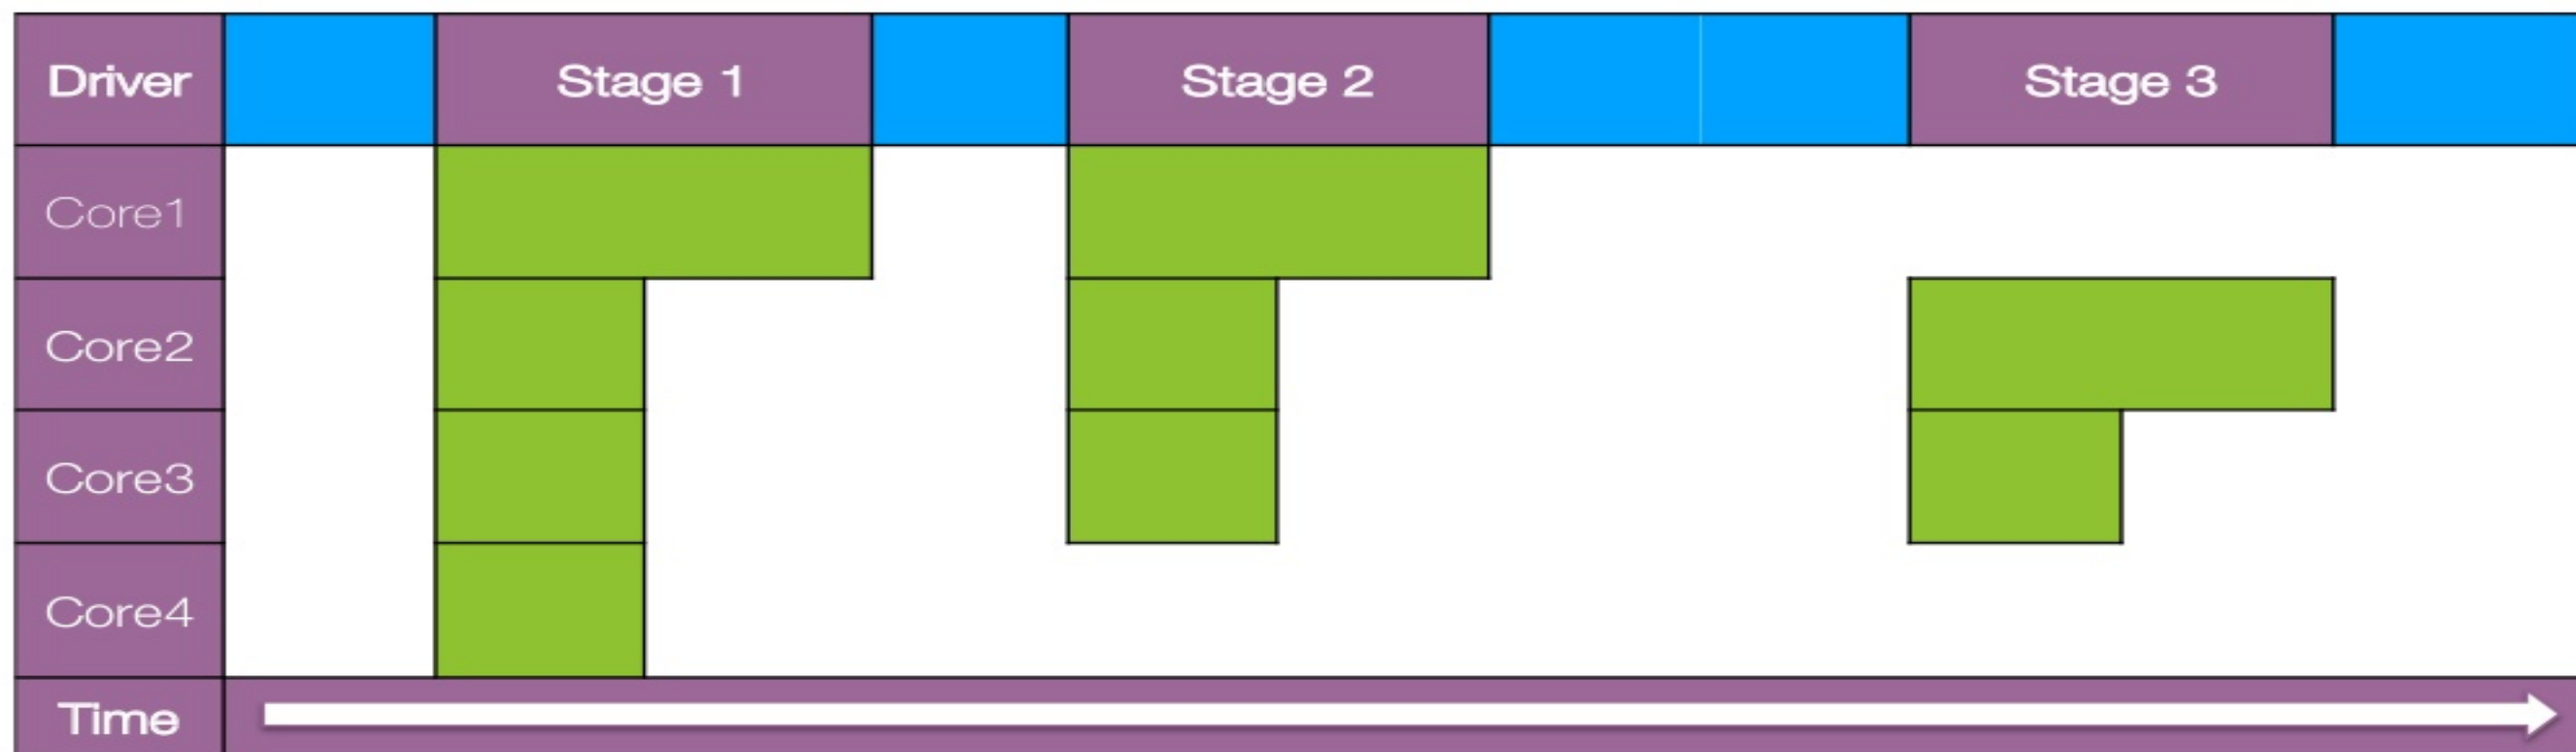 Driver Stage 1 Stage 2 Stage 3
Core1
Core2
Core3
Core4
Time